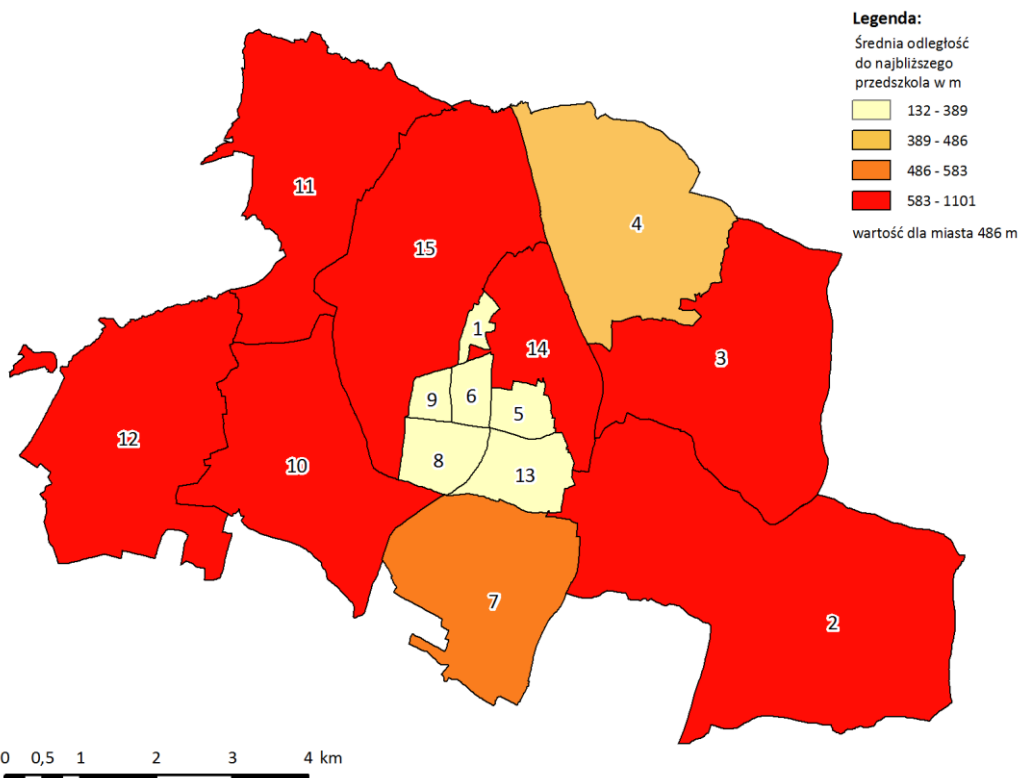 Legenda:
Średnia odległość
do najbliższego
przedszkola w m
132 - 389
389 - 486
486 - 583
583 - 1101
wartość dla miasta 486 m
11
4
15
1
14
3
6
9
5
12
8
10
13
7
2
0 0,5 1 2 3 4 km